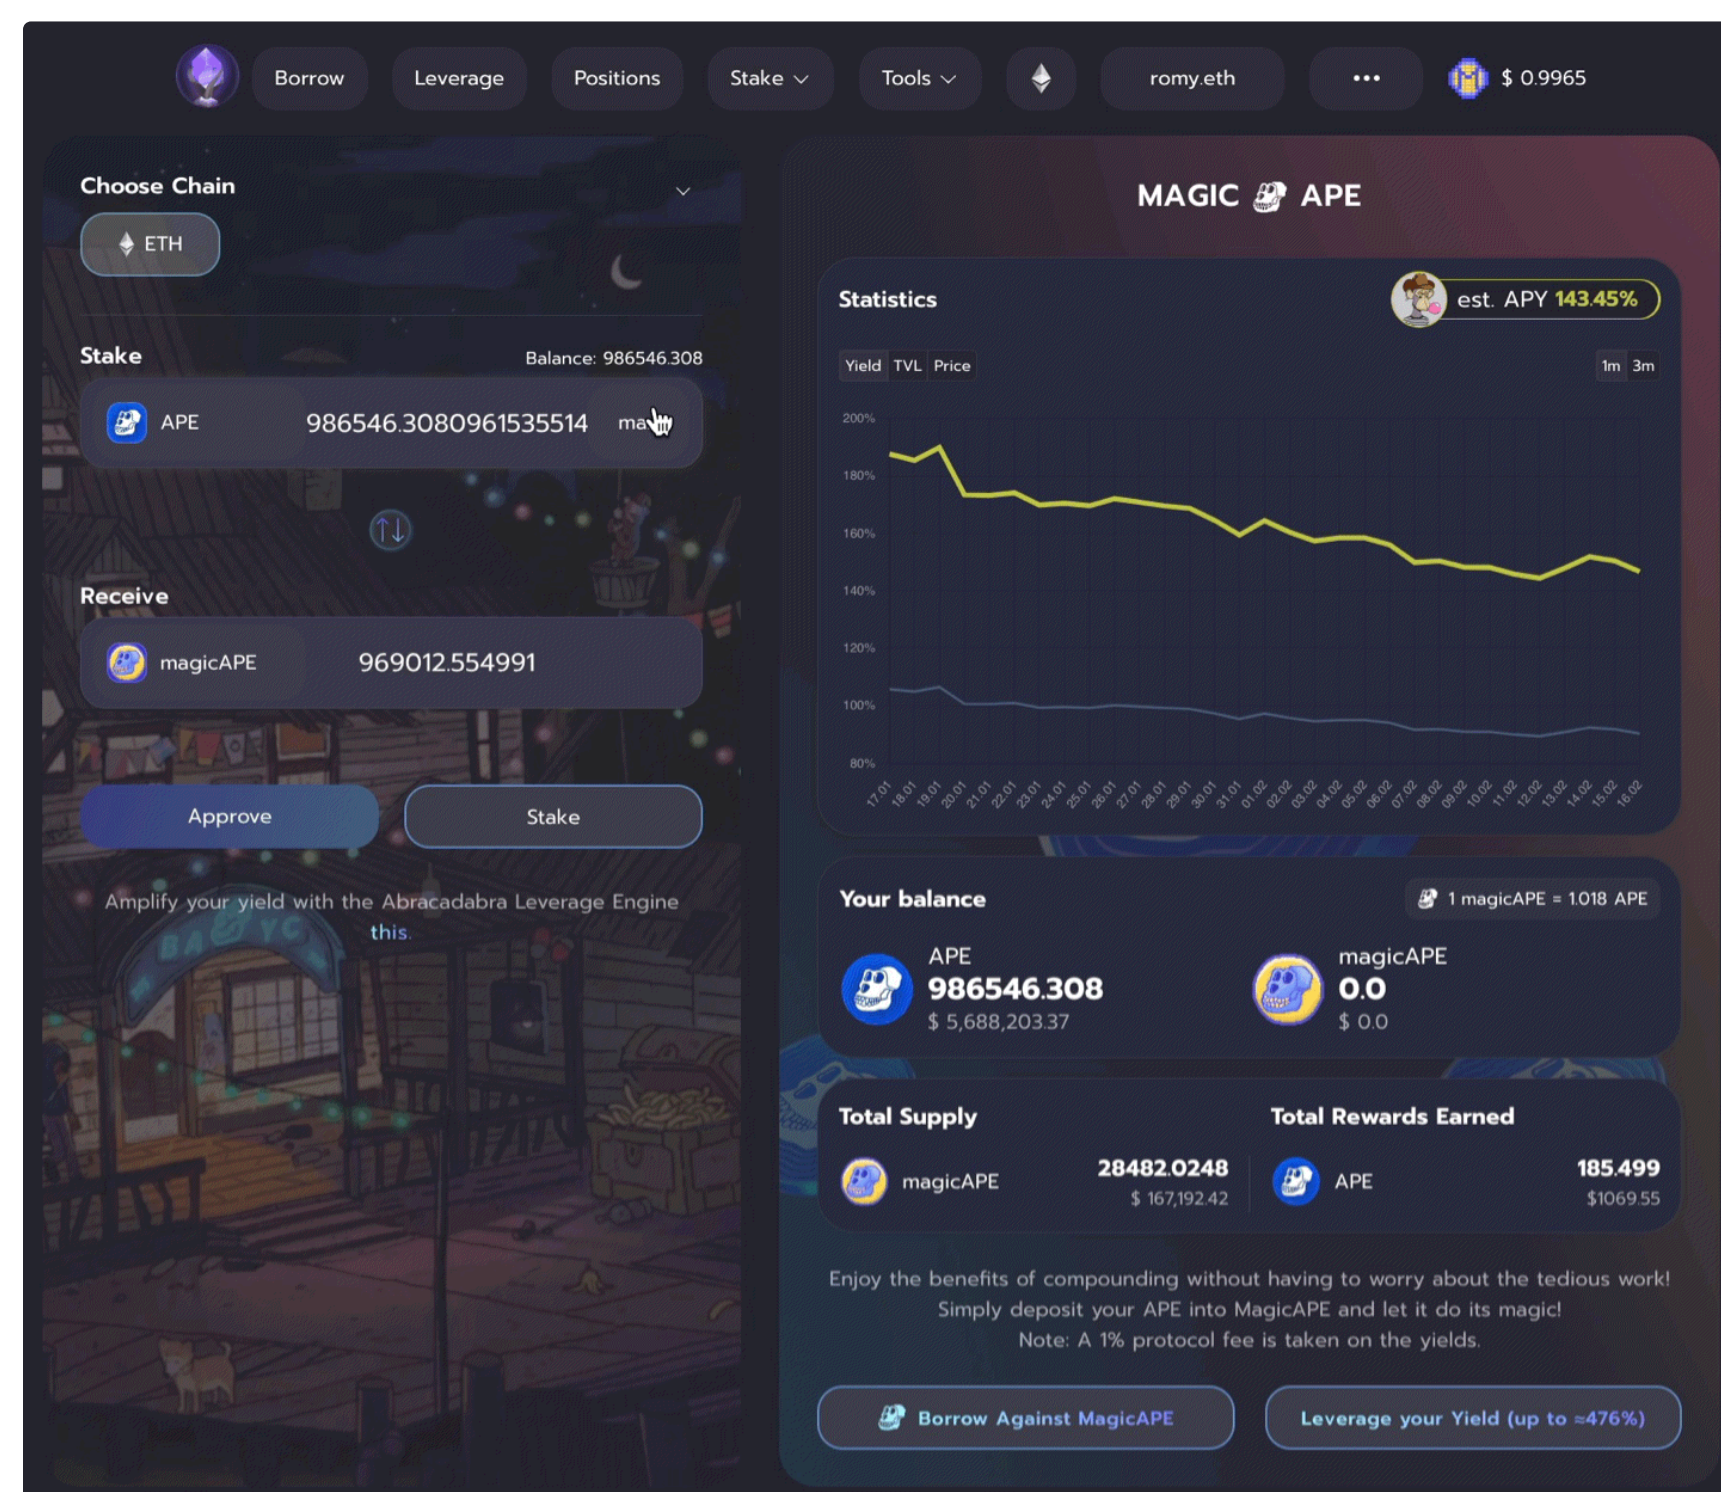 Borrow
Leverage
Positions
Stake
Tools
romy.eth
•••
$ 0.9965
Choose Chain
ETH
Stake
Balance: 986546.308
APE
986546.3080961535514
Receive
magicAPE
969012.554991
Approve
Stake
Amplify your yield with the Abracadabra Leverage Engine
this.
BAYC
MAGIC APE
Statistics
est. APY 143.45%
Yield TVL Price
1m 3m
200%
180%
160%
140%
120%
100%
80%
17.01 18.01 19.01 20.01 21.01 22.01 23.01 24.01 25.01 26.01 27.01 28.01 29.01 30.01 31.01 01.02 02.02 03.02 04.02 05.02 06.02 07.02 08.02 09.02 10.02 11.02 12.02 13.02 14.02 15.02 16.02
Your balance
1 magicAPE = 1.018 APE
APE
986546.308
$ 5,688,203.37
magicAPE
0.0
$ 0.0
Total Supply
magicAPE
28482.0248
$ 167,192.42
Total Rewards Earned
APE
185.499
$1069.55
Enjoy the benefits of compounding without having to worry about the tedious work!
Simply deposit your APE into MagicAPE and let it do its magic!
Note: A 1% protocol fee is taken on the yields.
Borrow Against MagicAPE
Leverage your Yield (up to ≈476%)